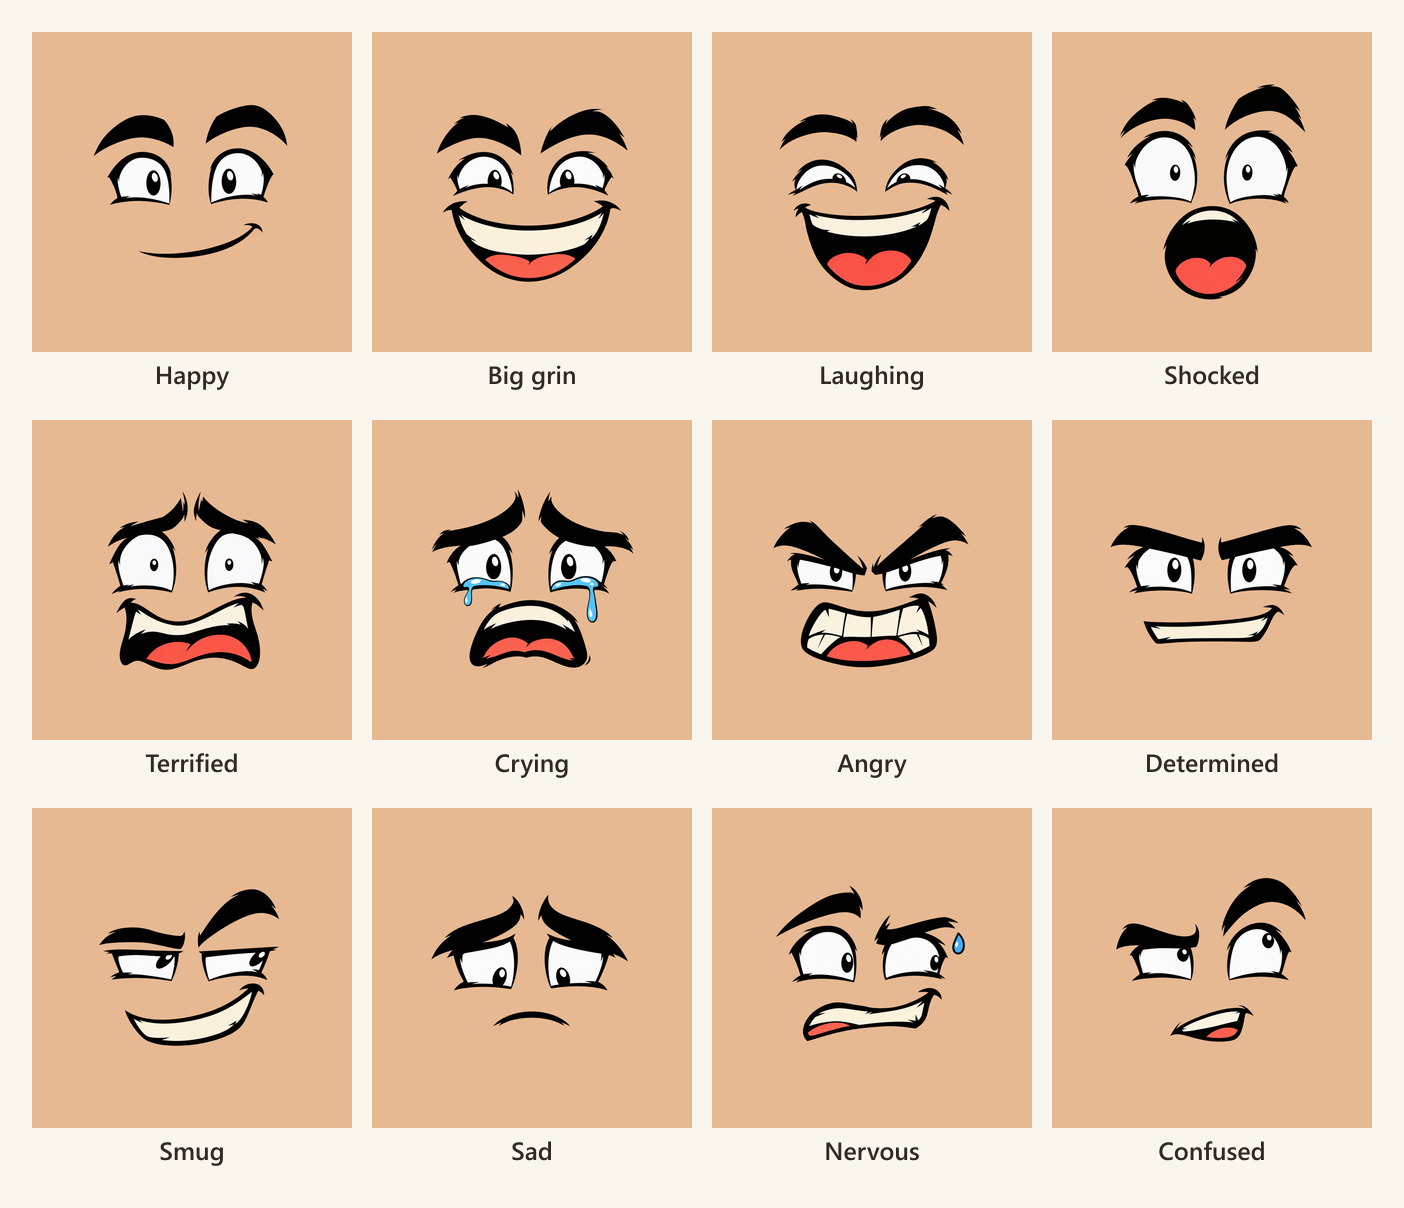 Happy
Big grin
Laughing
Shocked
Terrified
Crying
Angry
Determined
Smug
Sad
Nervous
Confused